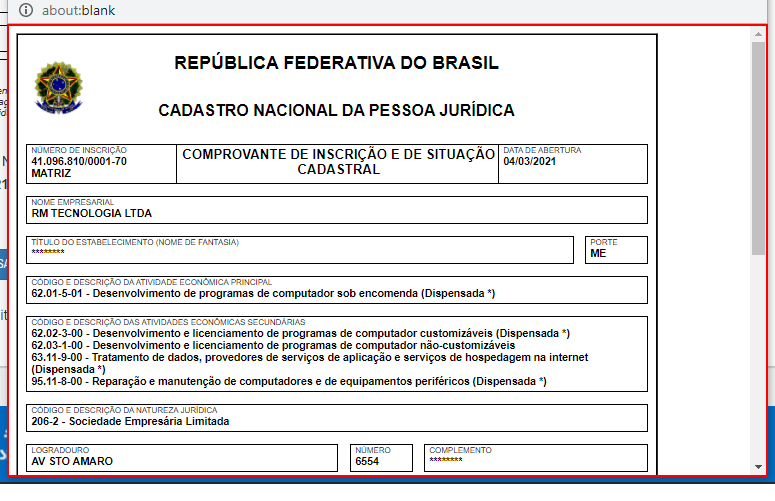 about:blank
REPÚBLICA FEDERATIVA DO BRASIL
CADASTRO NACIONAL DA PESSOA JURÍDICA
NÚMERO DE INSCRIÇÃO
41.096.810/0001-70
MATRIZ
COMPROVANTE DE INSCRIÇÃO E DE SITUAÇÃO
CADASTRAL
DATA DE ABERTURA
04/03/2021
NOME EMPRESARIAL
RM TECNOLOGIA LTDA
TÍTULO DO ESTABELECIMENTO (NOME DE FANTASIA)
********
PORTE
ME
CÓDIGO E DESCRIÇÃO DA ATIVIDADE ECONÔMICA PRINCIPAL
62.01-5-01 - Desenvolvimento de programas de computador sob encomenda (Dispensada *)
CÓDIGO E DESCRIÇÃO DAS ATIVIDADES ECONÔMICAS SECUNDÁRIAS
62.02-3-00 - Desenvolvimento e licenciamento de programas de computador customizáveis (Dispensada *)
62.03-1-00 - Desenvolvimento e licenciamento de programas de computador não-customizáveis
63.11-9-00 - Tratamento de dados, provedores de serviços de aplicação e serviços de hospedagem na internet
(Dispensada *)
95.11-8-00 - Reparação e manutenção de computadores e de equipamentos periféricos (Dispensada *)
CÓDIGO E DESCRIÇÃO DA NATUREZA JURÍDICA
206-2 - Sociedade Empresária Limitada
LOGRADOURO
AV STO AMARO
NÚMERO
6554
COMPLEMENTO
********